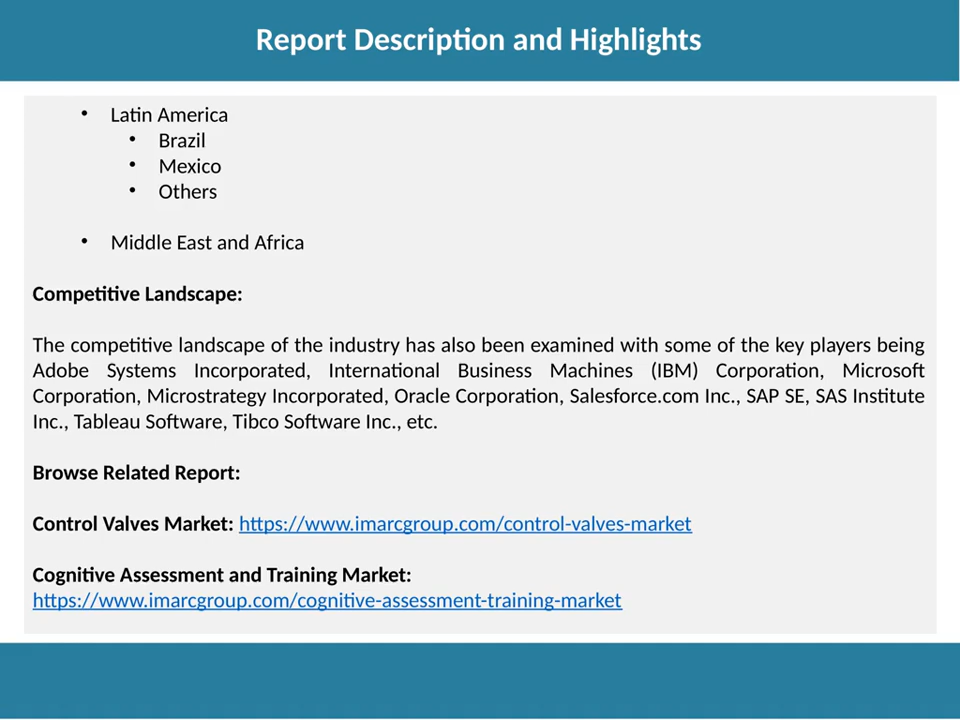 Report Description and Highlights
• Latin America
• Brazil
• Mexico
• Others
• Middle East and Africa
Competitive Landscape:
The competitive landscape of the industry has also been examined with some of the key players being
Adobe Systems Incorporated, International Business Machines (IBM) Corporation, Microsoft
Corporation, Microstrategy Incorporated, Oracle Corporation, Salesforce.com Inc., SAP SE, SAS Institute
Inc., Tableau Software, Tibco Software Inc., etc.
Browse Related Report:
Control Valves Market: https://www.imarcgroup.com/control-valves-market
Cognitive Assessment and Training Market:
https://www.imarcgroup.com/cognitive-assessment-training-market